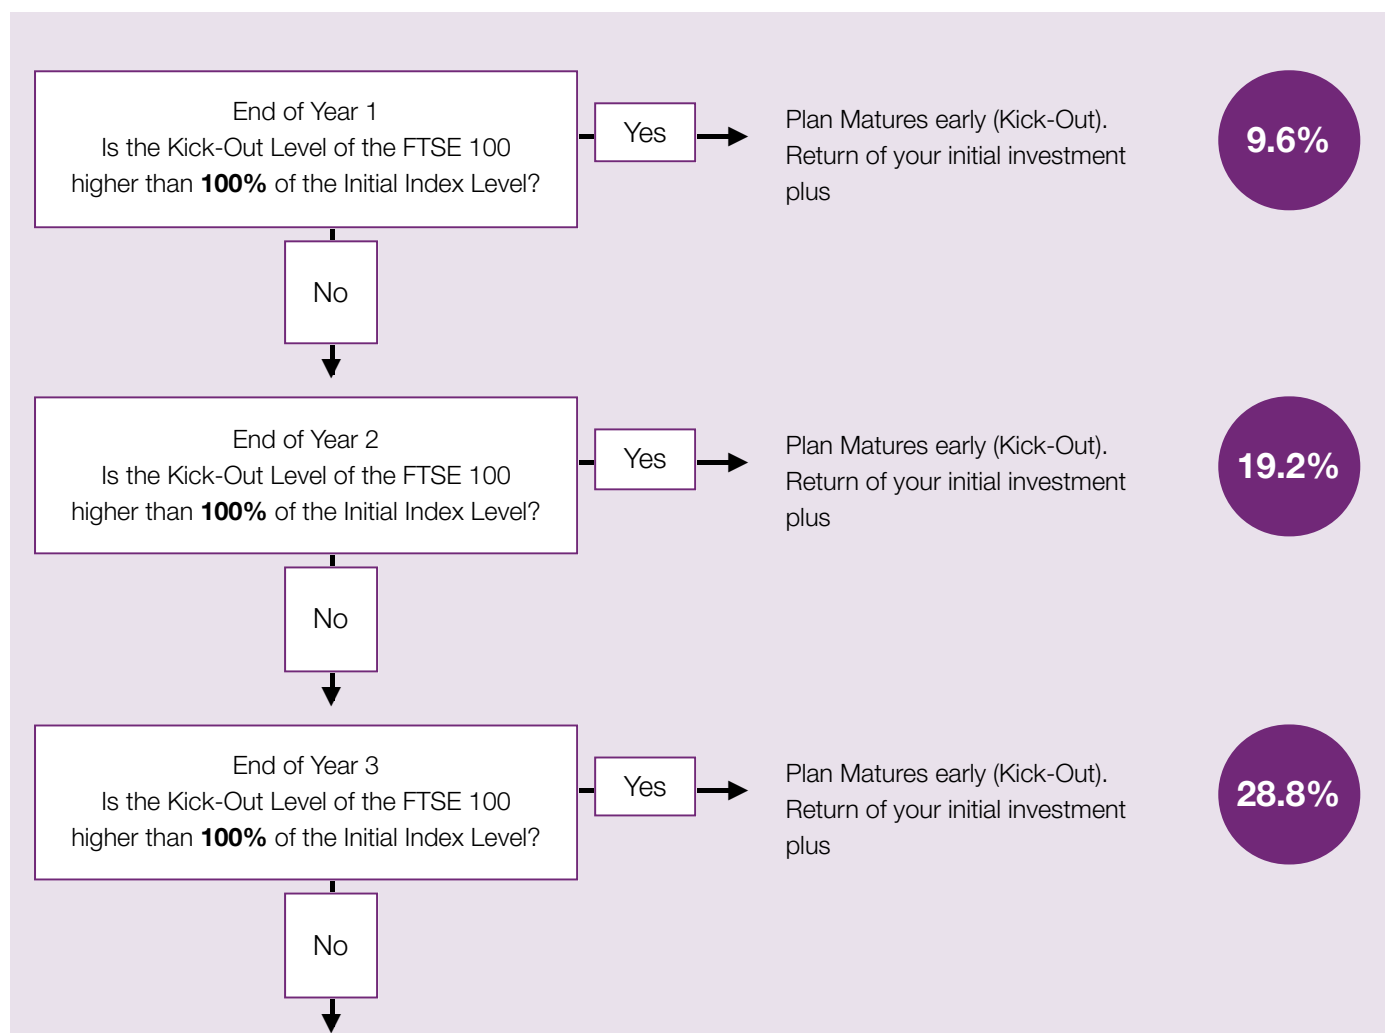 End of Year 1
Is the Kick-Out Level of the FTSE 100
higher than 100% of the Initial Index Level?
Yes
Plan Matures early (Kick-Out).
Return of your initial investment
plus
9.6%
No
End of Year 2
Is the Kick-Out Level of the FTSE 100
higher than 100% of the Initial Index Level?
Yes
Plan Matures early (Kick-Out).
Return of your initial investment
plus
19.2%
No
End of Year 3
Is the Kick-Out Level of the FTSE 100
higher than 100% of the Initial Index Level?
Yes
Plan Matures early (Kick-Out).
Return of your initial investment
plus
28.8%
No